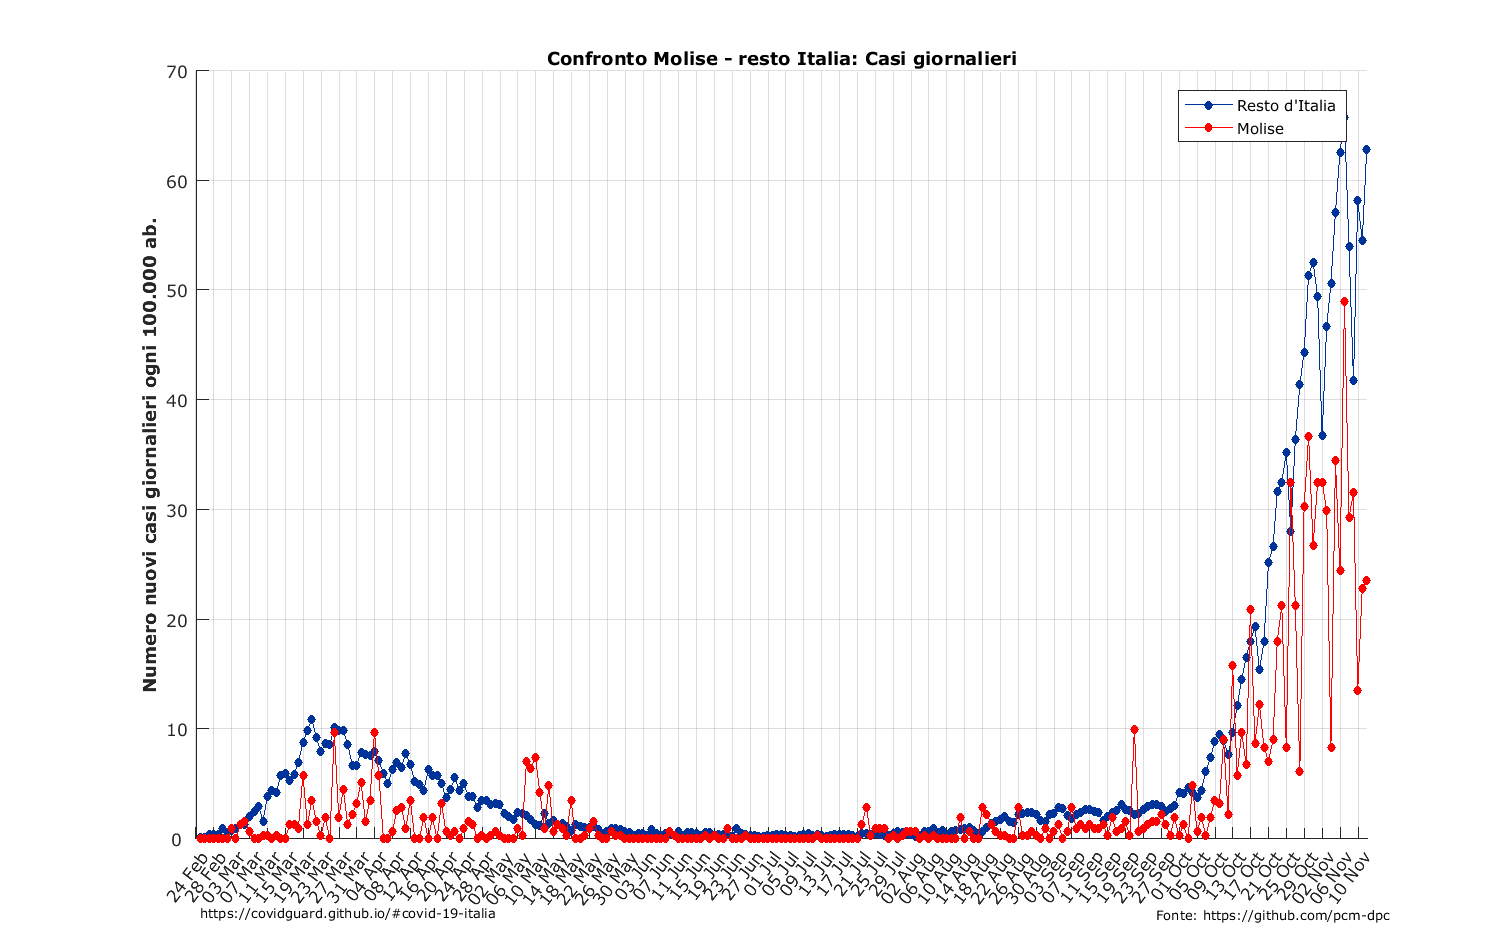 Confronto Molise - resto Italia: Casi giornalieri
Resto d'Italia
Molise
Numero nuovi casi giornalieri ogni 100.000 ab.
70
60
50
40
30
20
10
0
24 Feb
28 Feb
03 Mar
07 Mar
11 Mar
15 Mar
19 Mar
23 Mar
27 Mar
31 Mar
04 Apr
08 Apr
12 Apr
16 Apr
20 Apr
24 Apr
28 Apr
02 May
06 May
10 May
14 May
18 May
22 May
26 May
30 May
03 Jun
07 Jun
11 Jun
15 Jun
19 Jun
23 Jun
27 Jun
01 Jul
05 Jul
09 Jul
13 Jul
17 Jul
21 Jul
25 Jul
29 Jul
02 Aug
06 Aug
10 Aug
14 Aug
18 Aug
22 Aug
26 Aug
30 Aug
03 Sep
07 Sep
11 Sep
15 Sep
19 Sep
23 Sep
27 Sep
01 Oct
05 Oct
09 Oct
13 Oct
17 Oct
21 Oct
25 Oct
29 Oct
02 Nov
06 Nov
10 Nov
https://covidguard.github.io/#covid-19-italia
Fonte: https://github.com/pcm-dpc